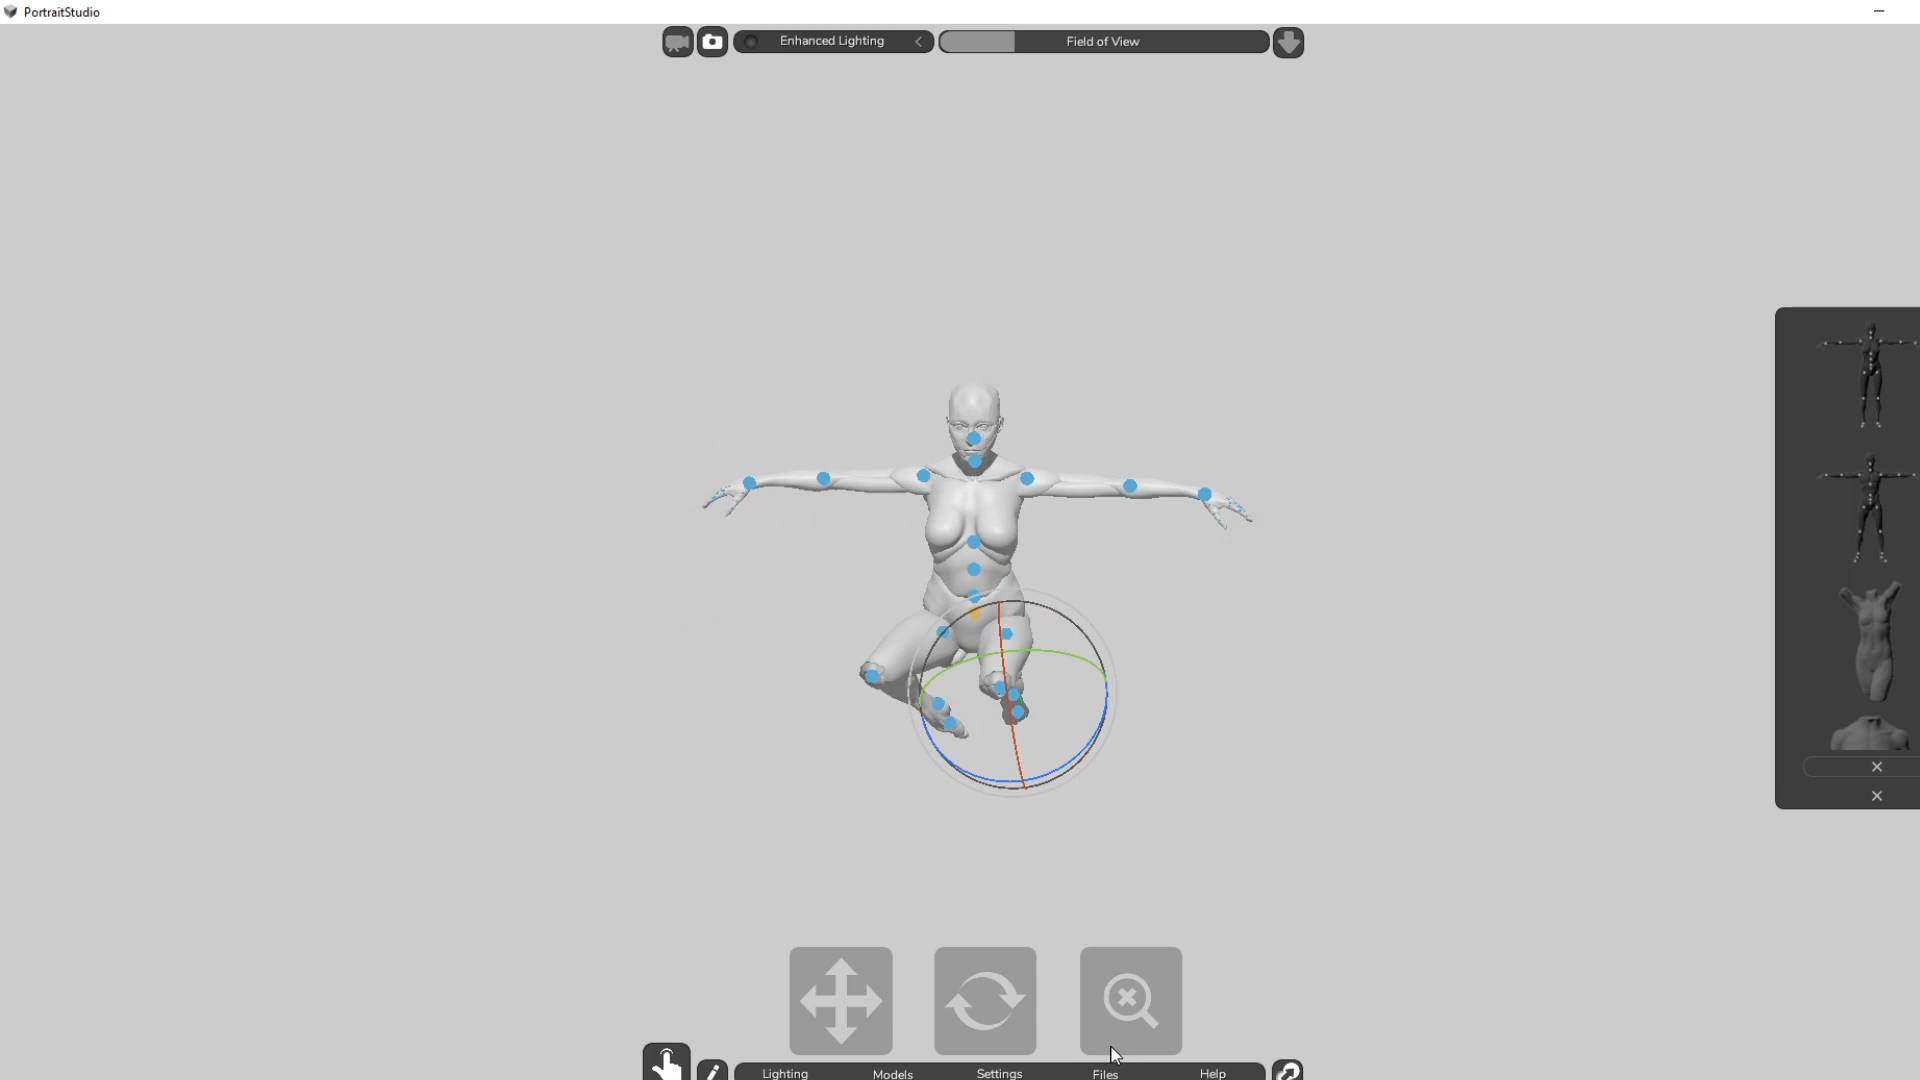 PortraitStudio
Enhanced Lighting
Field of View
Lighting
Models
Settings
Files
Help